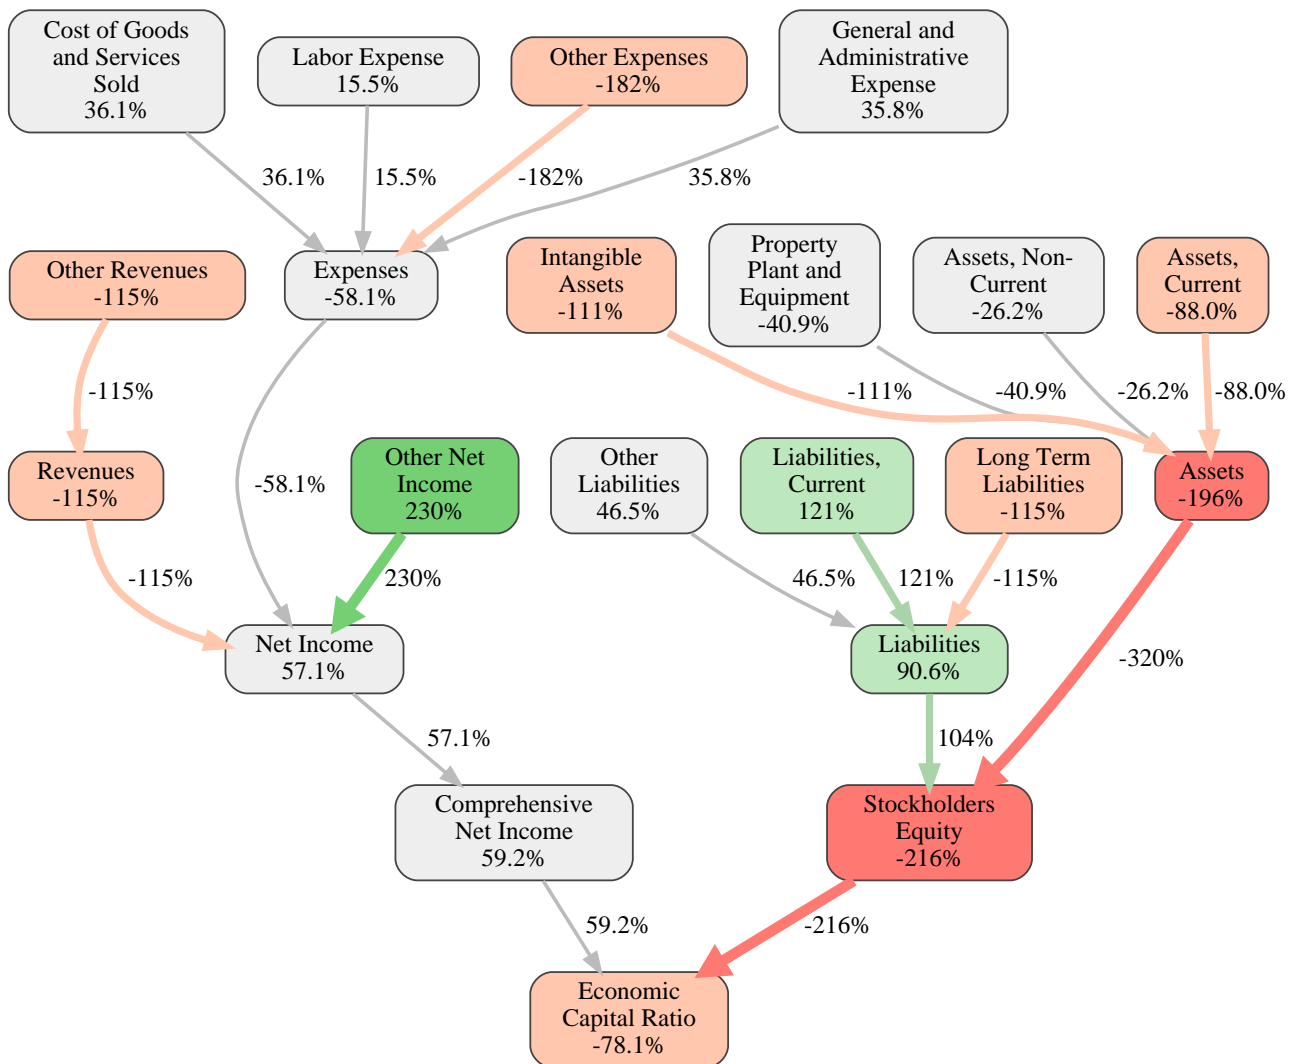 Cost of Goods
and Services
Sold
36.1%
Labor Expense
15.5%
Other Expenses
-182%
General and
Administrative
Expense
35.8%
36.1%
15.5%
-182%
35.8%
Other Revenues
-115%
Expenses
-58.1%
Intangible
Assets
-111%
Property
Plant and
Equipment
-40.9%
Assets, Non-
Current
-26.2%
Assets,
Current
-88.0%
-115%
-111%
-40.9%
-26.2%
-88.0%
Revenues
-115%
-58.1%
Other Net
Income
230%
Other
Liabilities
46.5%
Liabilities,
Current
121%
Long Term
Liabilities
-115%
Assets
-196%
-115%
230%
46.5%
121%
-115%
Net Income
57.1%
Liabilities
90.6%
-320%
57.1%
104%
Comprehensive
Net Income
59.2%
Stockholders
Equity
-216%
59.2%
-216%
Economic
Capital Ratio
-78.1%